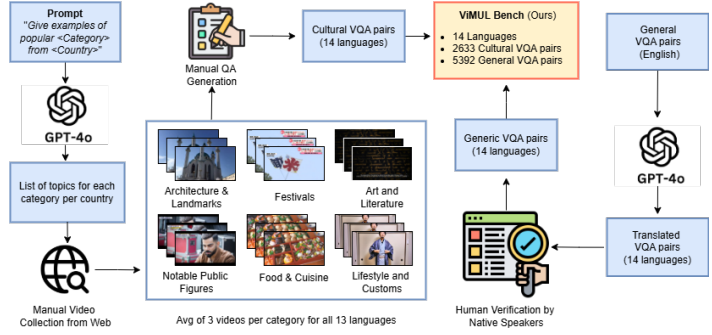 Prompt
"Give examples of
popular <Category>
from <Country>"
GPT-4o
List of topics for each
category per country
Manual Video
Collection from Web
Manual QA
Generation
Cultural VQA pairs
(14 languages)
Architecture &
Landmarks
Festivals
Art and
Literature
Notable Public
Figures
Food & Cuisine
Lifestyle and
Customs
Avg of 3 videos per category for all 13 languages
ViMUL Bench (Ours)
• 14 Languages
• 2633 Cultural VQA pairs
• 5392 General VQA pairs
Generic VQA pairs
(14 languages)
Human Verification by
Native Speakers
General
VQA pairs
(English)
GPT-4o
Translated
VQA pairs
(14 languages)